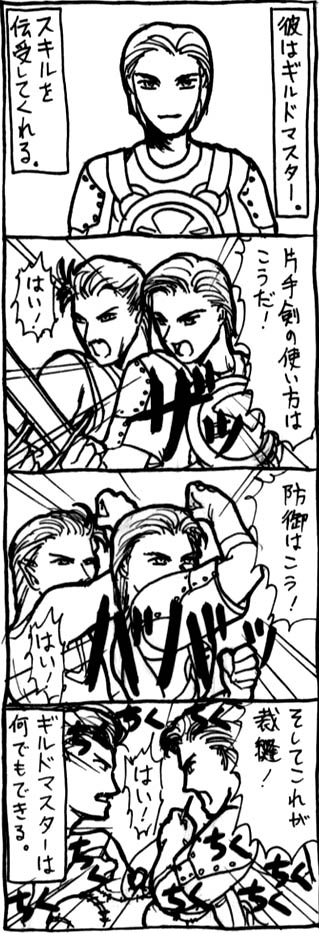 彼はギルドマスター。
スキルを
伝受してくれる。
片手剣の使い方は
こうだ！
はい！
ザッ
防御はこう！
ババッ
はい！
そしてこれが
裁縫！
はい！
ちく
ちく
ちく
ちく
ちく
ちく
ちく
ちく
ギルドマスターは
何でもできる。